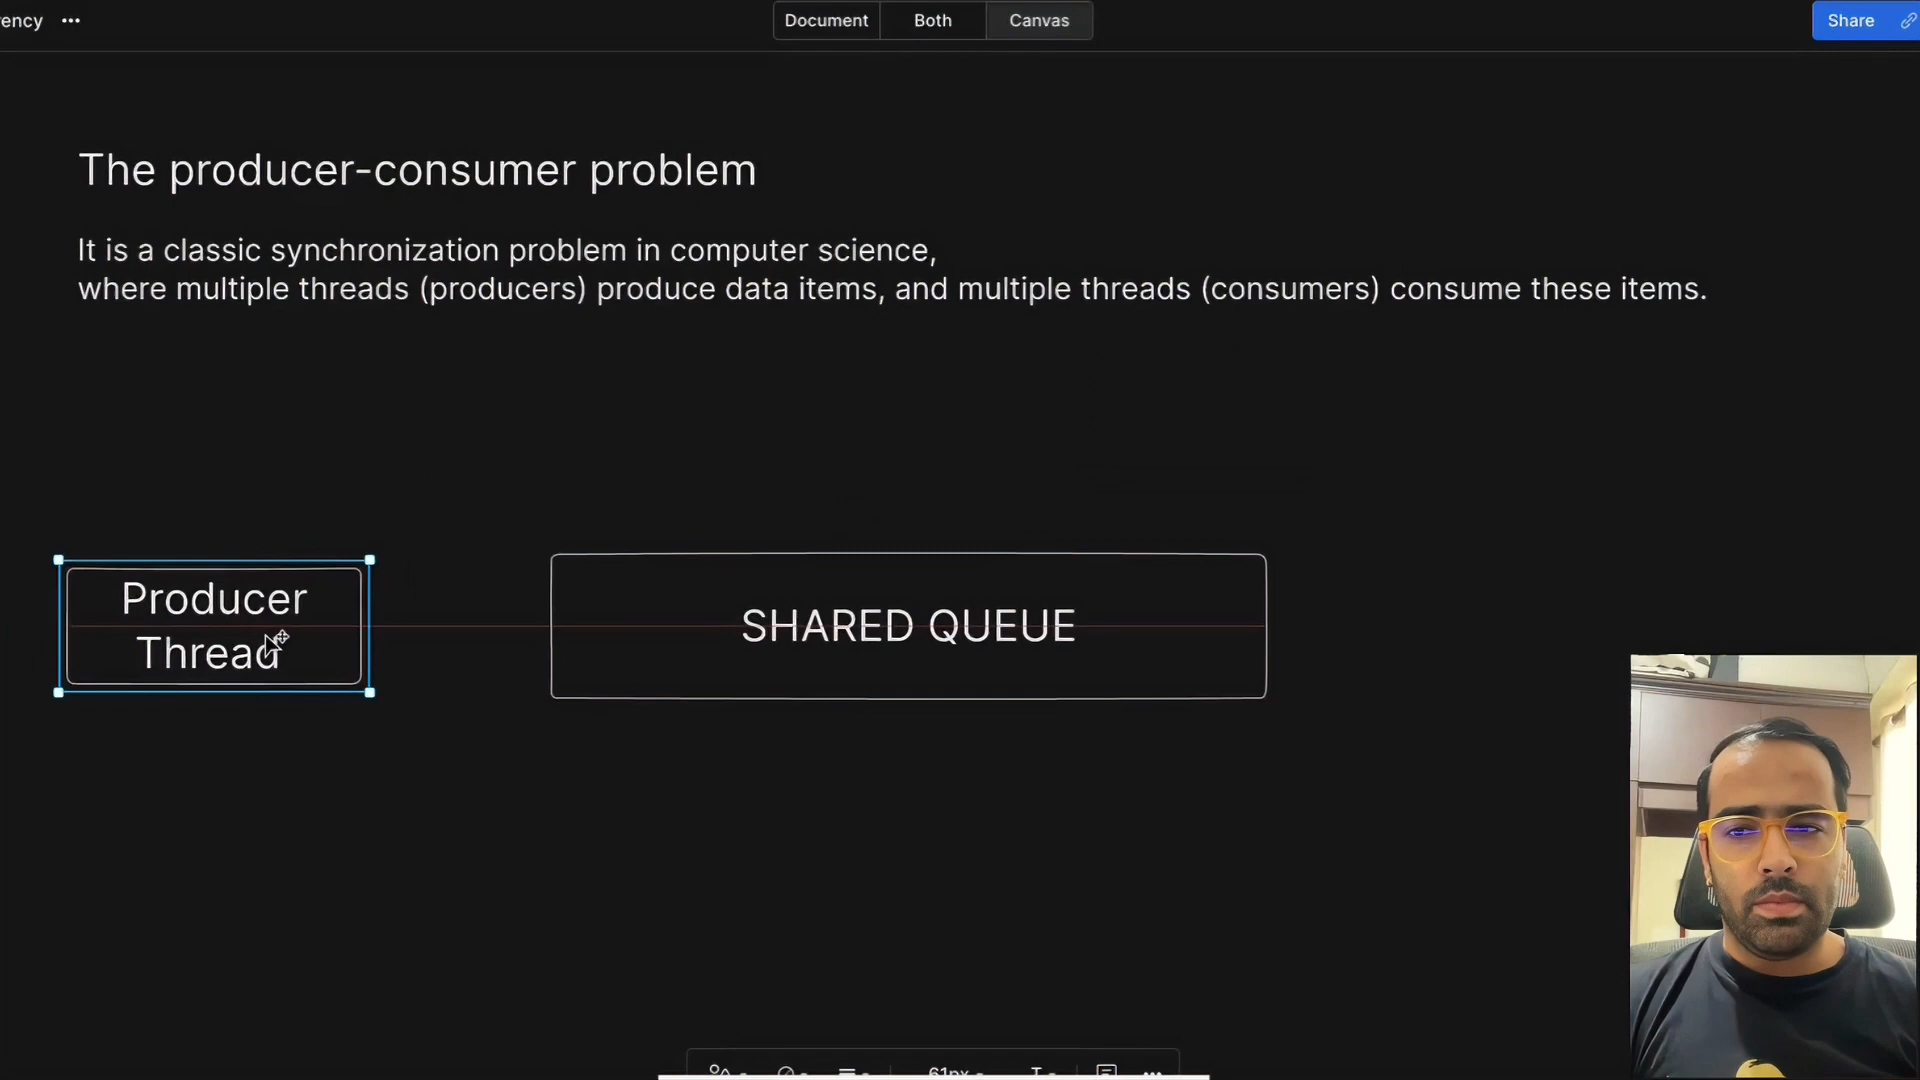 ency •••
Document
Both
Canvas
Share
The producer-consumer problem
It is a classic synchronization problem in computer science,
where multiple threads (producers) produce data items, and multiple threads (consumers) consume these items.
Producer
Thread
SHARED QUEUE
61px